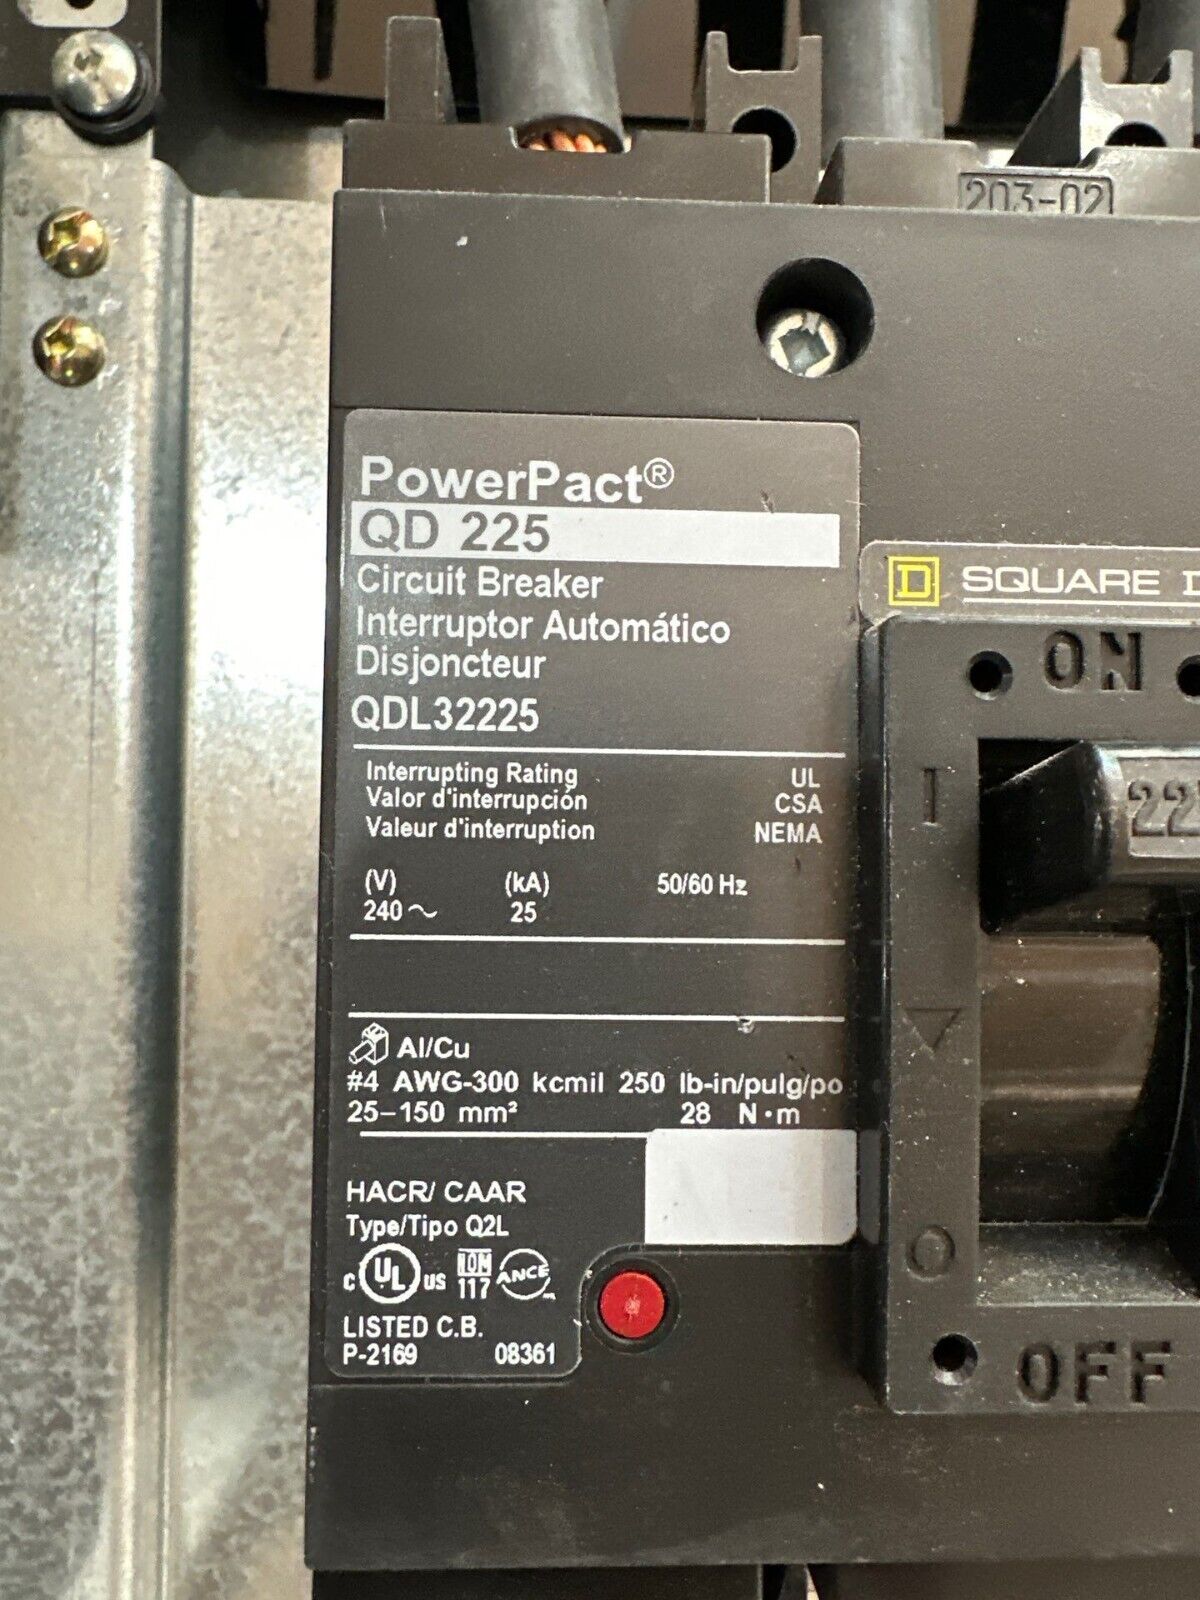 203-02
PowerPact®
QD 225
Circuit Breaker
Interruptor Automático
Disjoncteur
QDL32225
Interrupting Rating UL
Valor d'interrupción CSA
Valeur d'interruption NEMA
(V) (kA) 50/60 Hz
240~ 25
Al/Cu
#4 AWG-300 kcmil 250 lb-in/pulg/po
25–150 mm² 28 N·m
HACR/ CAAR
Type/Tipo Q2L
c UL us NOM 117 ANCE
LISTED C.B.
P-2169 08361
D SQUARE D
ON
I
22
O
OFF